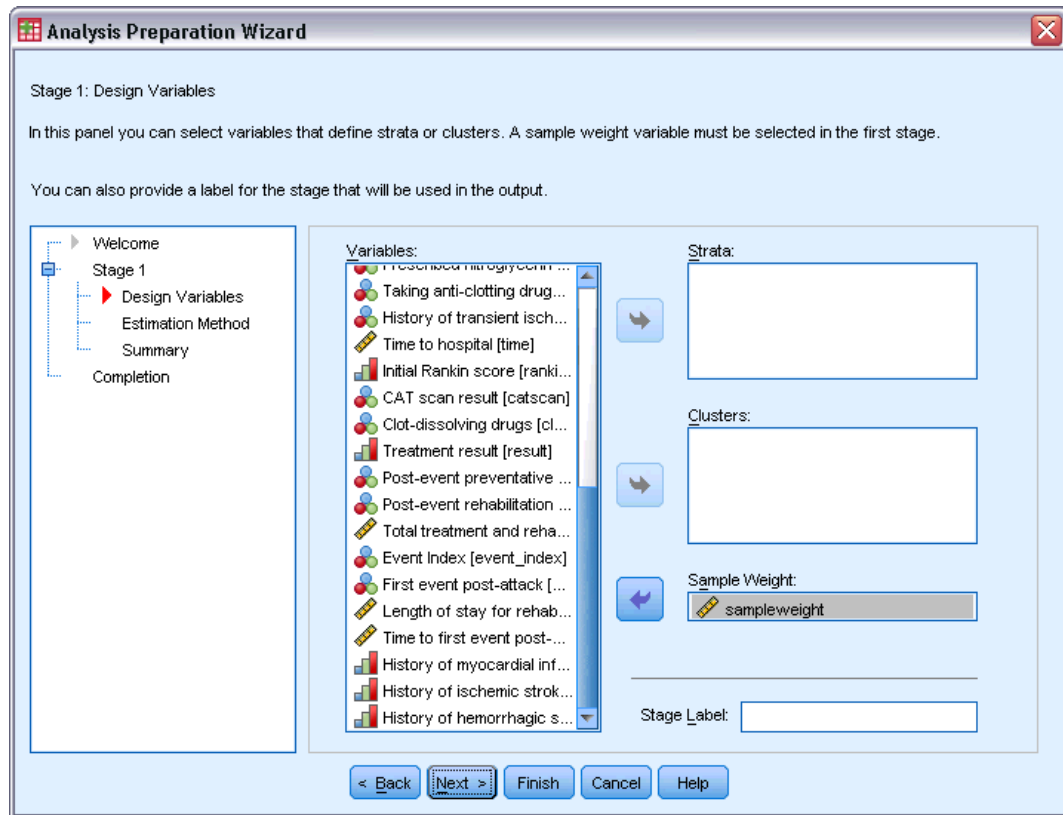 Analysis Preparation Wizard
Stage 1: Design Variables
In this panel you can select variables that define strata or clusters. A sample weight variable must be selected in the first stage.
You can also provide a label for the stage that will be used in the output.
Welcome
Stage 1
Design Variables
Estimation Method
Summary
Completion
Variables:
Prescribed nitroglycerin ...
Taking anti-clotting drug...
History of transient isch...
Time to hospital [time]
Initial Rankin score [ranki...
CAT scan result [catscan]
Clot-dissolving drugs [cl...
Treatment result [result]
Post-event preventative ...
Post-event rehabilitation ...
Total treatment and reha...
Event Index [event_index]
First event post-attack [...
Length of stay for rehab...
Time to first event post-...
History of myocardial inf...
History of ischemic strok...
History of hemorrhagic s...
Strata:
Clusters:
Sample Weight:
sampleweight
Stage Label:
< Back
Next >
Finish
Cancel
Help